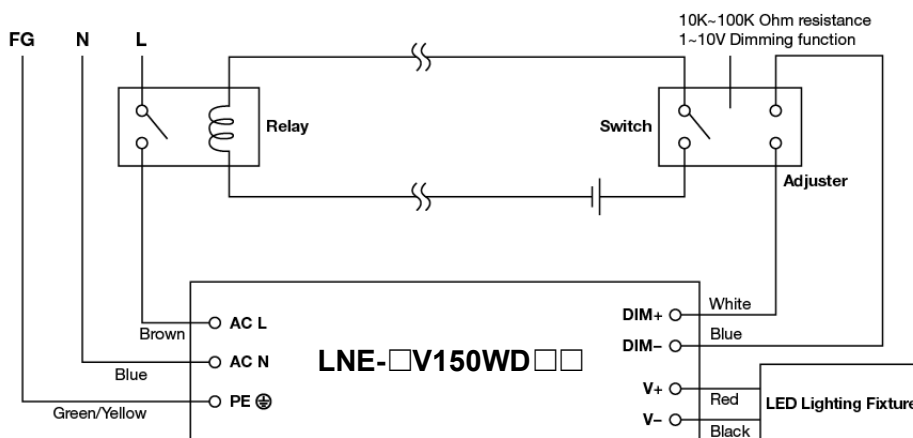 10K~100K Ohm resistance
1~10V Dimming function
FG N L
Relay
Switch
Adjuster
Brown
AC L
Blue
AC N
Green/Yellow
PE
LNE-□V150WD□□
DIM+
White
DIM−
Blue
V+
Red
V−
Black
LED Lighting Fixture